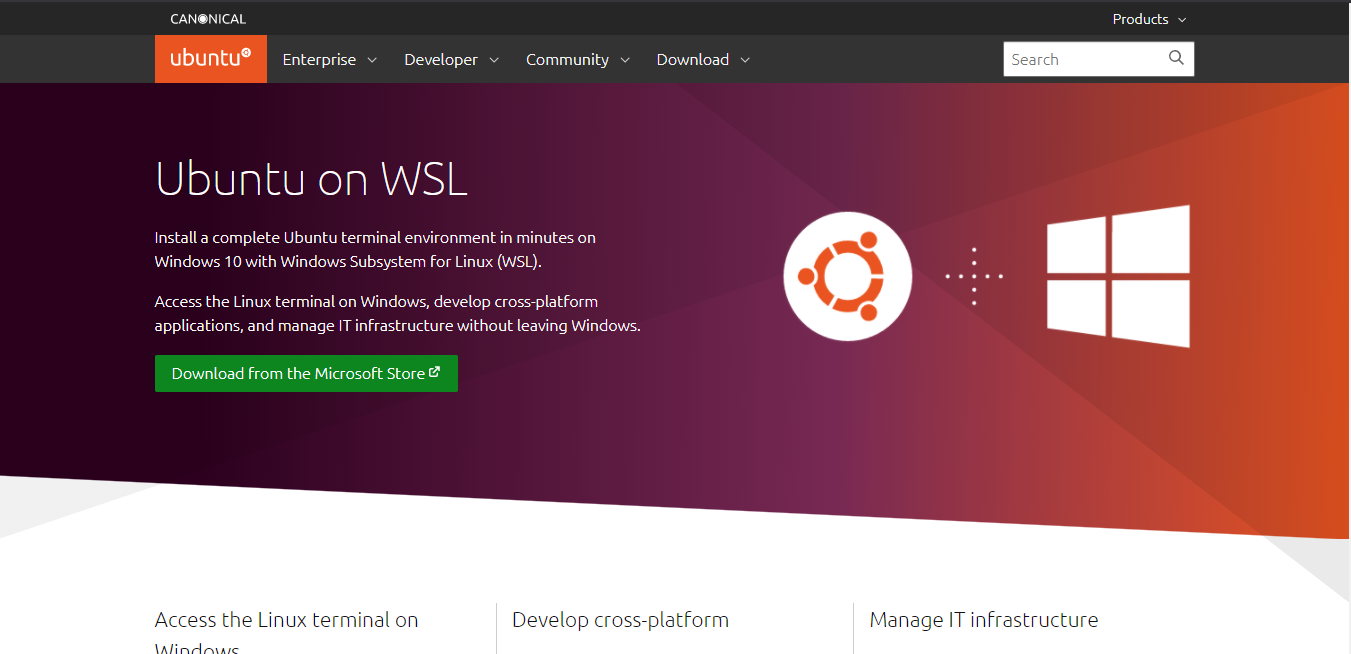 CANONICAL
Products
ubuntu
Enterprise
Developer
Community
Download
Search
Ubuntu on WSL
Install a complete Ubuntu terminal environment in minutes on
Windows 10 with Windows Subsystem for Linux (WSL).
Access the Linux terminal on Windows, develop cross-platform
applications, and manage IT infrastructure without leaving Windows.
Download from the Microsoft Store
Access the Linux terminal on
Windows
Develop cross-platform
Manage IT infrastructure